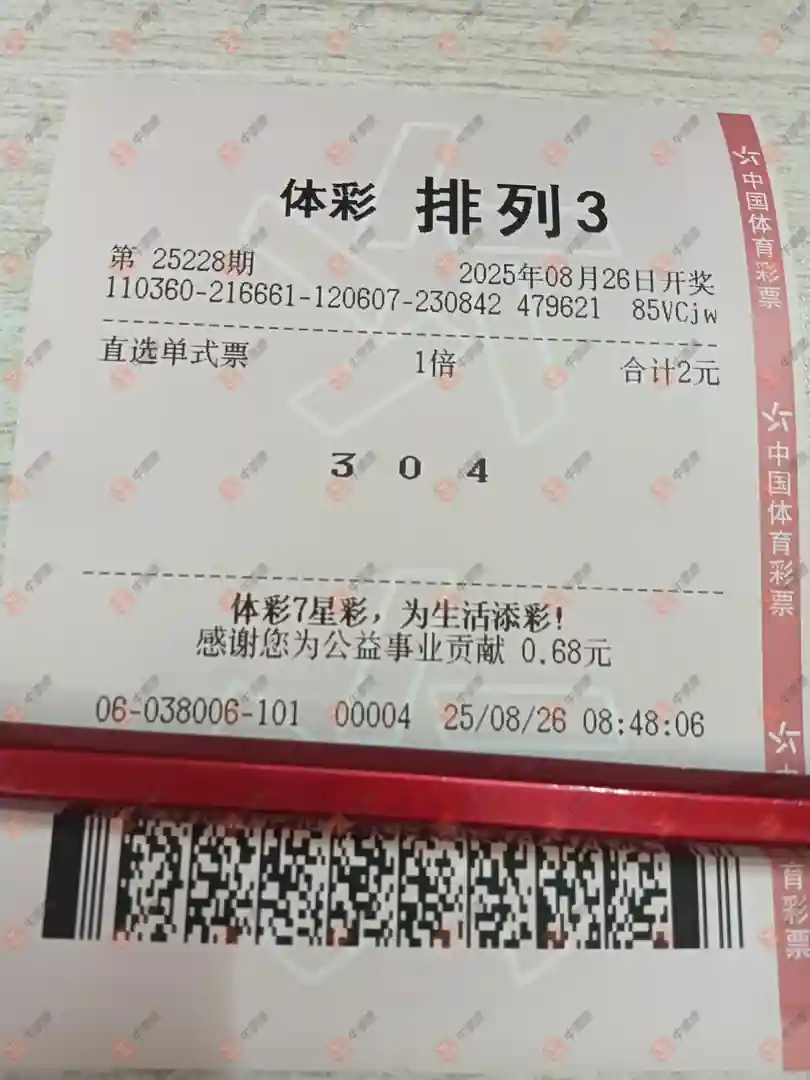 体彩 排列3
第 25228期 2025年08月26日开奖
110360-216661-120607-230842 479621 85VCjw
直选单式票 1倍 合计2元
3 0 4
体彩7星彩，为生活添彩!
感谢您为公益事业贡献 0.68元
06-038006-101 00004 25/08/26 08:48:06
中国体育彩票
中国体育彩票
中
育彩票